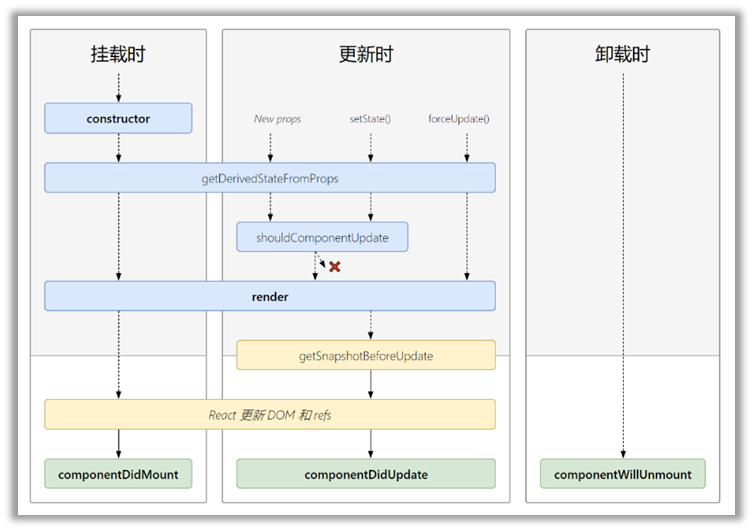 挂载时
更新时
卸载时
constructor
New props
setState()
forceUpdate()
getDerivedStateFromProps
shouldComponentUpdate
render
getSnapshotBeforeUpdate
React 更新 DOM 和 refs
componentDidMount
componentDidUpdate
componentWillUnmount